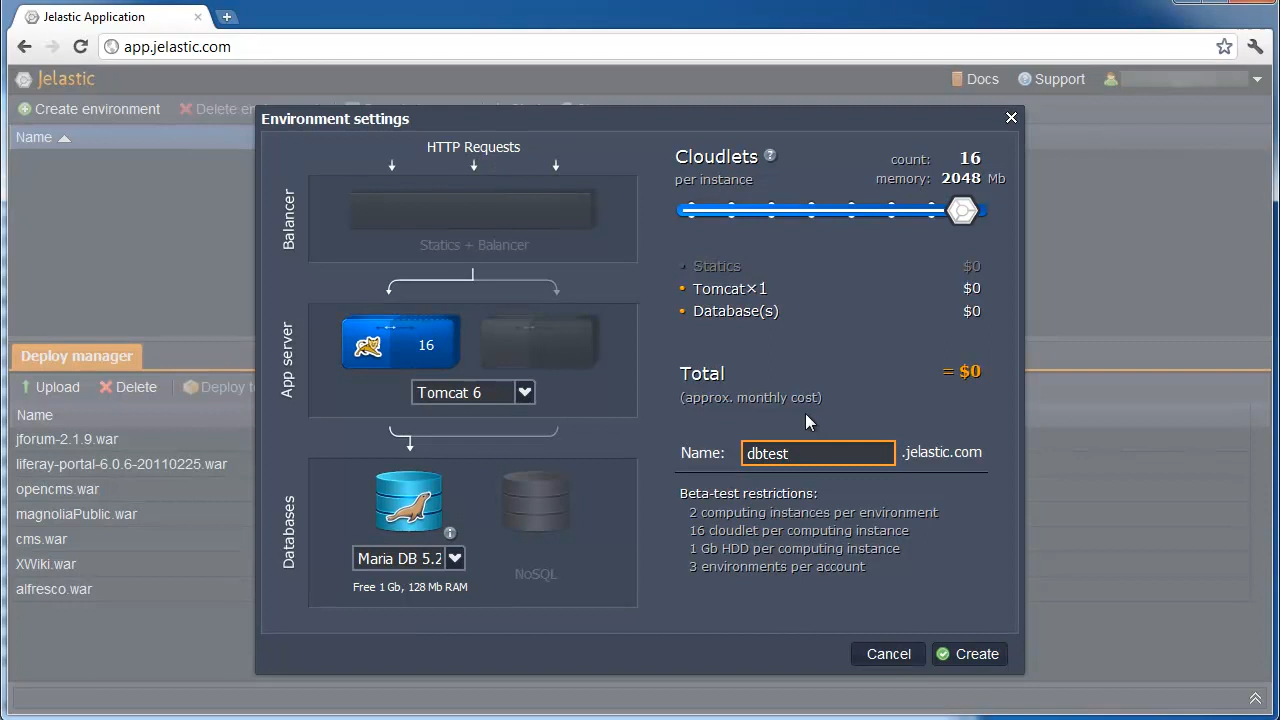 Jelastic Application
app.jelastic.com
Jelastic
Docs
Support
Create environment
Delete en
Name
Environment settings
HTTP Requests
Balancer
Statics + Balancer
App server
16
Tomcat 6
Databases
Maria DB 5.2
Free 1 Gb, 128 Mb RAM
NoSQL
Cloudlets
per instance
count: 16
memory: 2048 Mb
Statics $0
Tomcat×1 $0
Database(s) $0
Total = $0
(approx. monthly cost)
Name: dbtest .jelastic.com
Beta-test restrictions:
2 computing instances per environment
16 cloudlet per computing instance
1 Gb HDD per computing instance
3 environments per account
Cancel
Create
Deploy manager
Upload
Delete
Deploy to
Name
jforum-2.1.9.war
liferay-portal-6.0.6-20110225.war
opencms.war
magnoliaPublic.war
cms.war
XWiki.war
alfresco.war